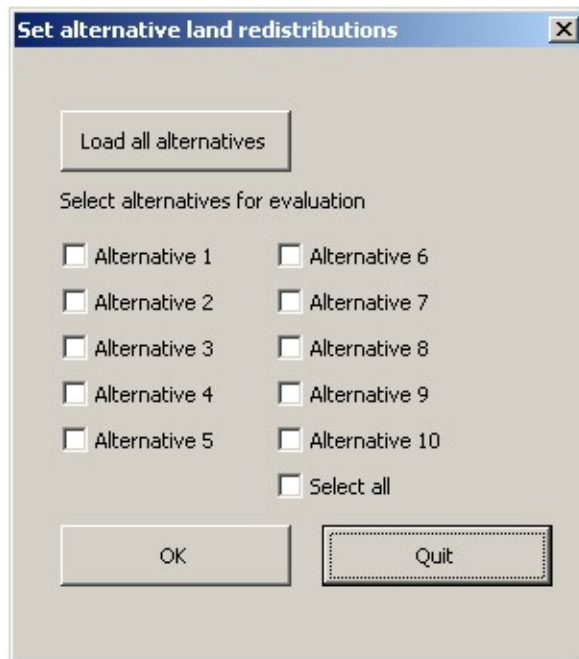 Set alternative land redistributions
Load all alternatives
Select alternatives for evaluation
Alternative 1
Alternative 6
Alternative 2
Alternative 7
Alternative 3
Alternative 8
Alternative 4
Alternative 9
Alternative 5
Alternative 10
Select all
OK
Quit